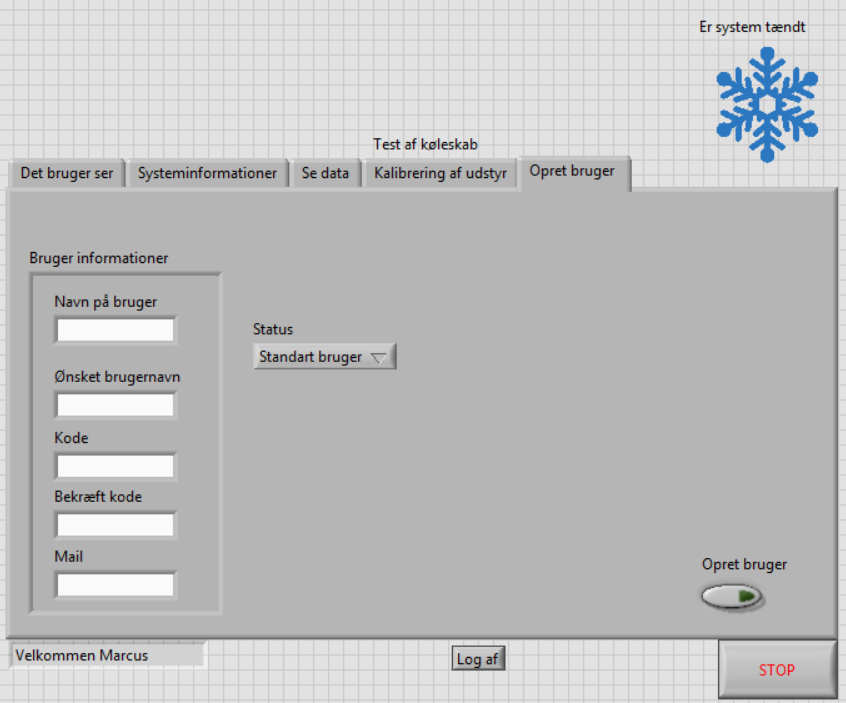 Er system tændt
Test af køleskab
Det bruger ser
Systeminformationer
Se data
Kalibrering af udstyr
Opret bruger
Bruger informationer
Navn på bruger
Status
Standart bruger
Ønsket brugernavn
Kode
Bekræft kode
Mail
Opret bruger
Velkommen Marcus
Log af
STOP